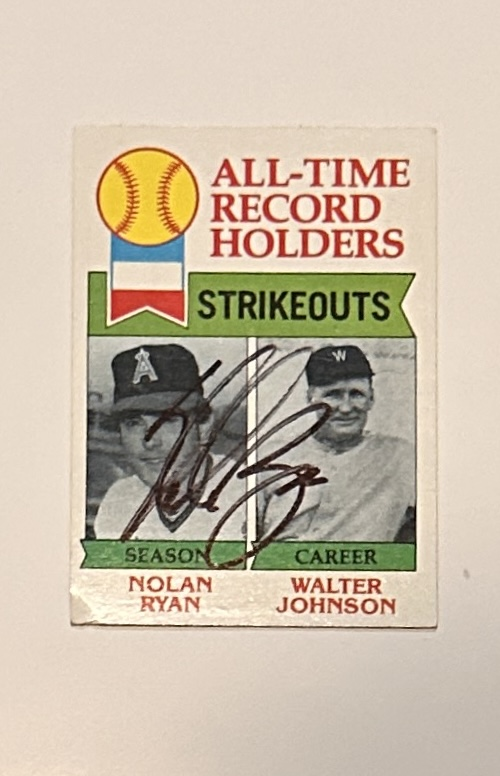 ALL-TIME
RECORD
HOLDERS
STRIKEOUTS
A
W
SEASON
CAREER
NOLAN
RYAN
WALTER
JOHNSON